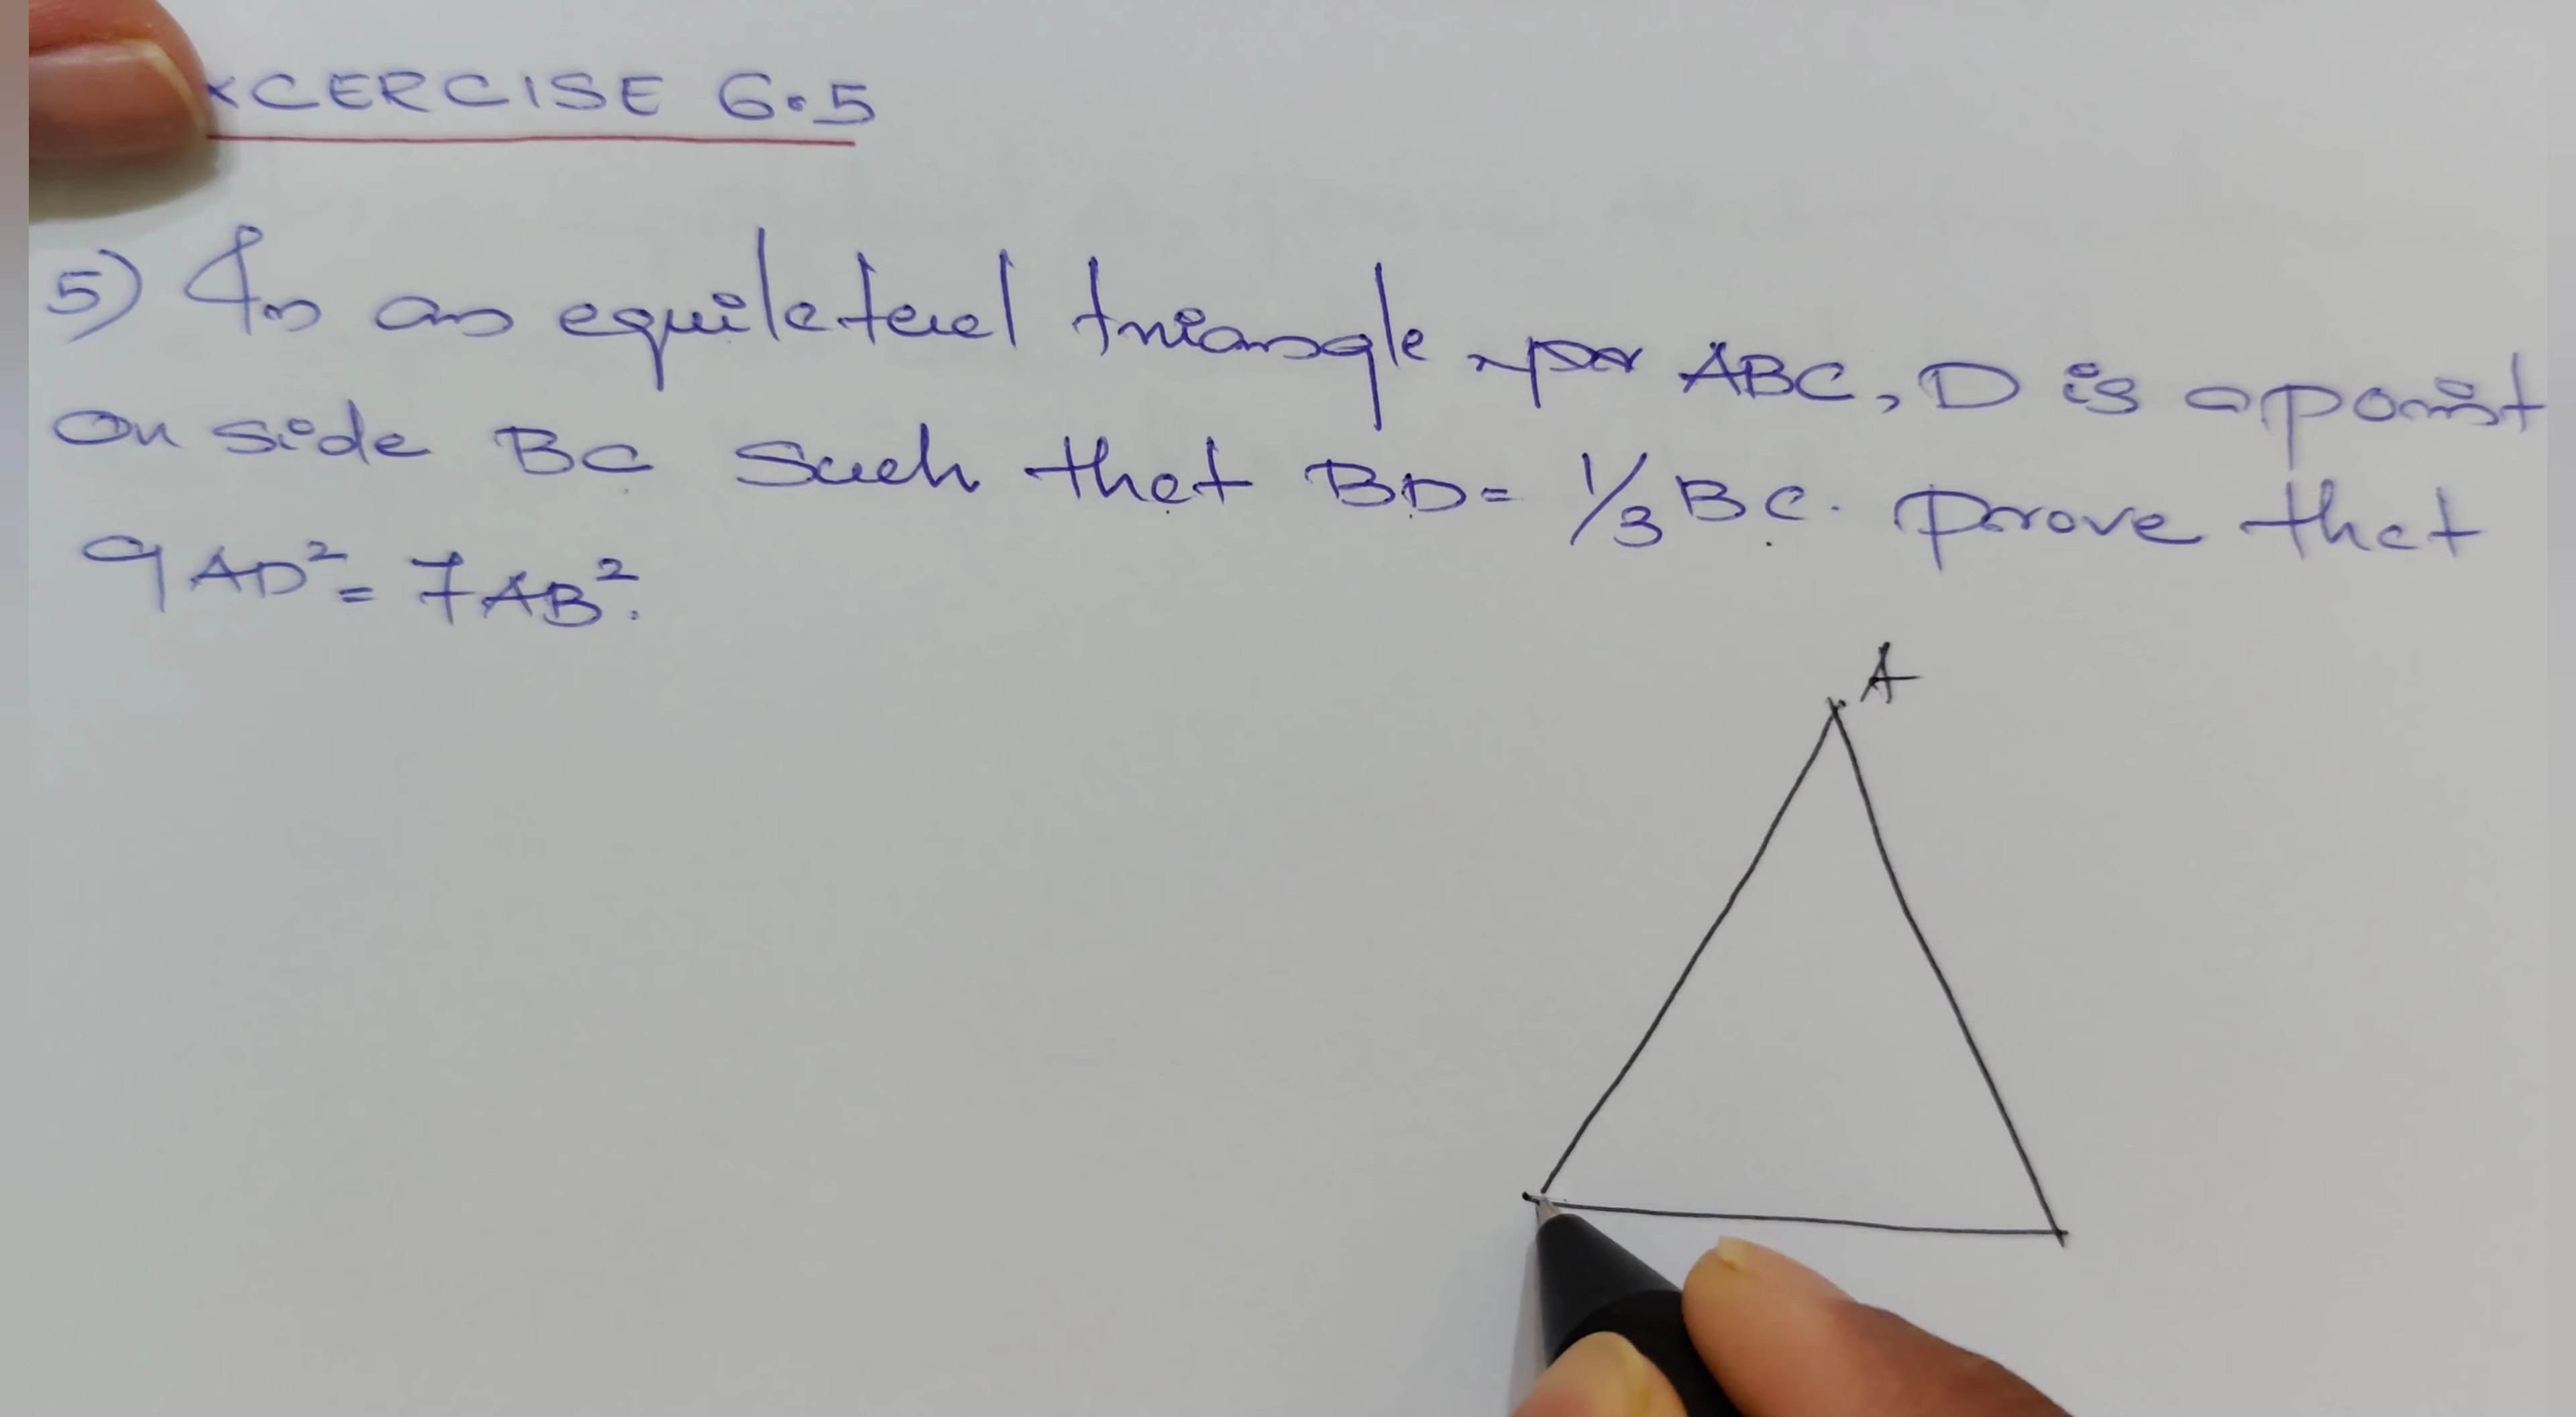 XCERCISE 6.5
5) In an equilateral triangle ABC, D is a point
on side BC such that BD = 1/3 BC. Prove that
9AD² = 7AB².
A